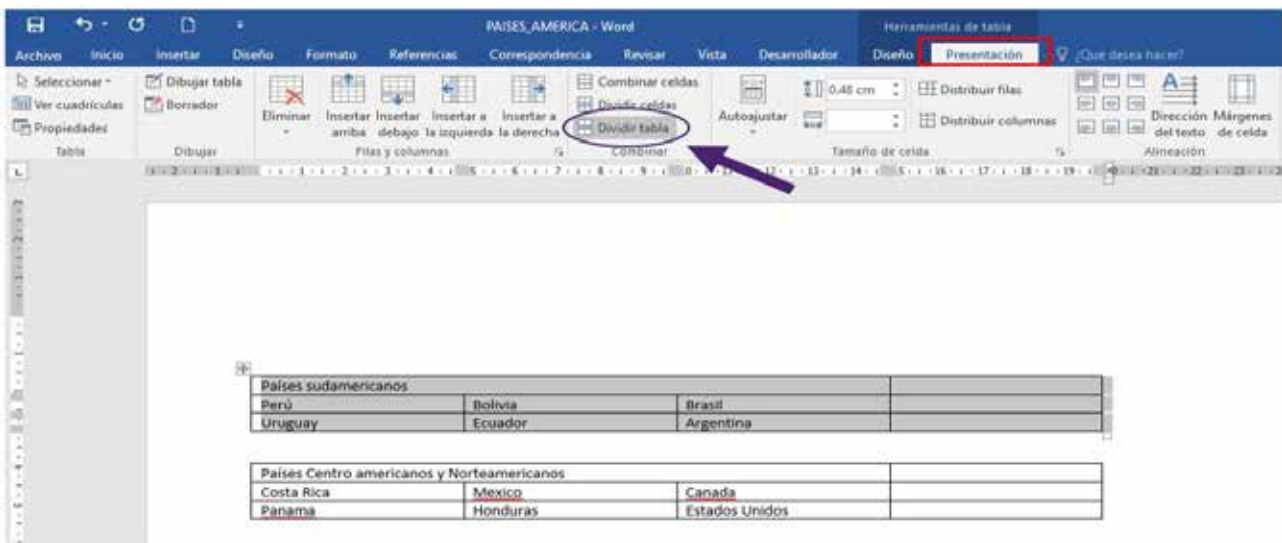 PAISES_AMERICA - Word
Herramientas de tabla
Archivo Inicio Insertar Diseño Formato Referencias Correspondencia Revisar Vista Desarrollador Diseño Presentación ¿Que desea hacer?
Seleccionar
Ver cuadrículas
Propiedades
Tabla
Dibujar tabla
Borrador
Dibujar
Eliminar
Insertar arriba
Insertar debajo
Insertar a la izquierda
Insertar a la derecha
Filas y columnas
Combinar celdas
Dividir celdas
Dividir tabla
Combinar
Autoajustar
0.48 cm
Distribuir filas
Distribuir columnas
Tamaño de celda
Dirección del texto
Márgenes de celda
Alineación
Países sudamericanos
Perú Bolivia Brasil
Uruguay Ecuador Argentina
Países Centro americanos y Norteamericanos
Costa Rica Mexico Canada
Panama Honduras Estados Unidos